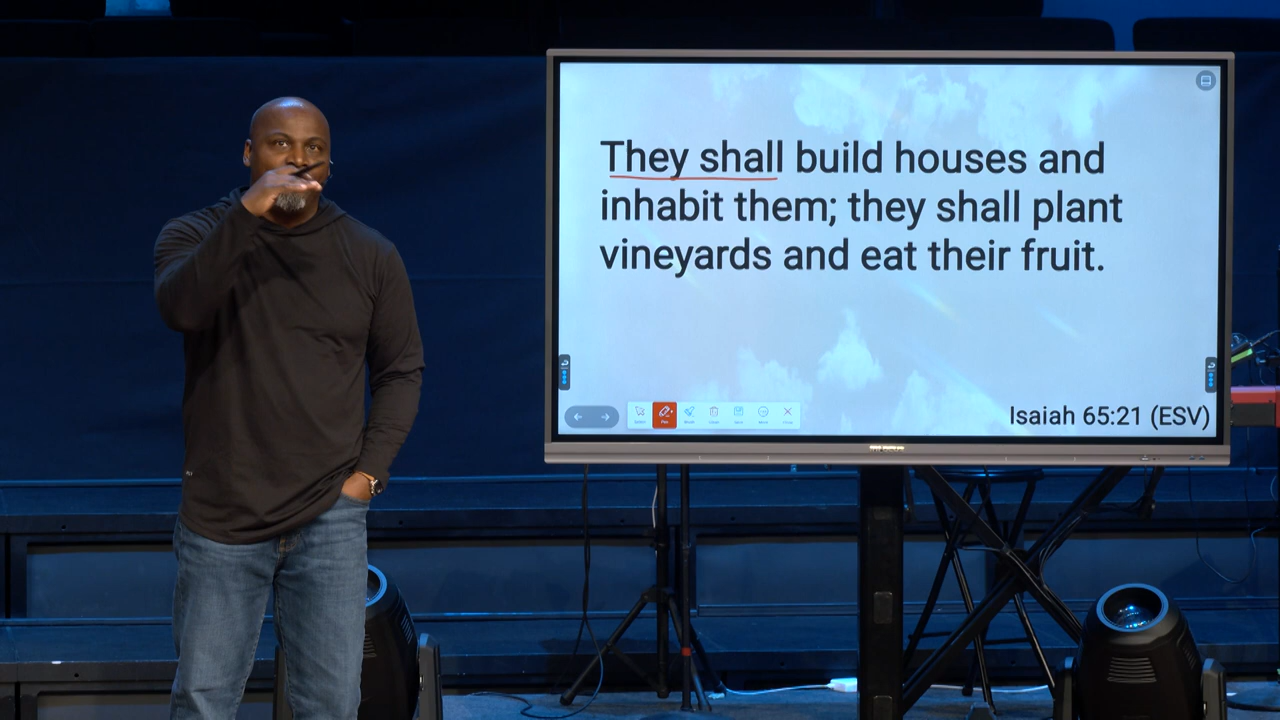 They shall build houses and
inhabit them; they shall plant
vineyards and eat their fruit.
Isaiah 65:21 (ESV)